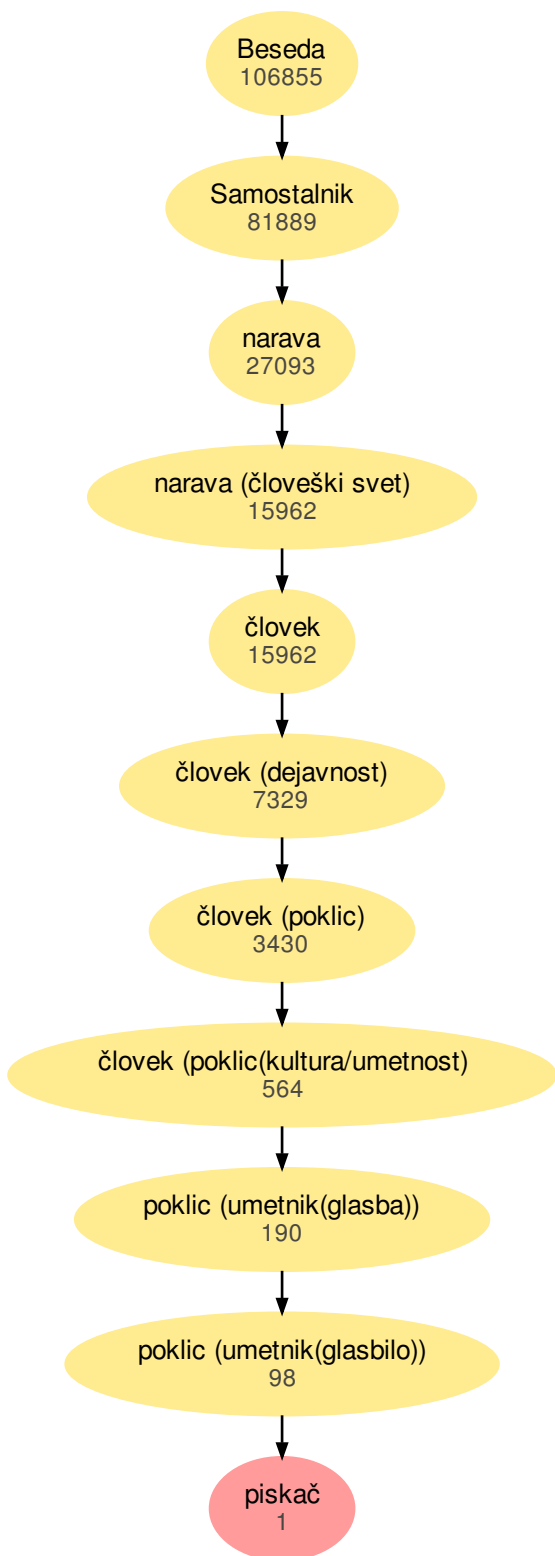 Beseda
106855
Samostalnik
81889
narava
27093
narava (človeški svet)
15962
človek
15962
človek (dejavnost)
7329
človek (poklic)
3430
človek (poklic(kultura/umetnost)
564
poklic (umetnik(glasba))
190
poklic (umetnik(glasbilo))
98
piskač
1